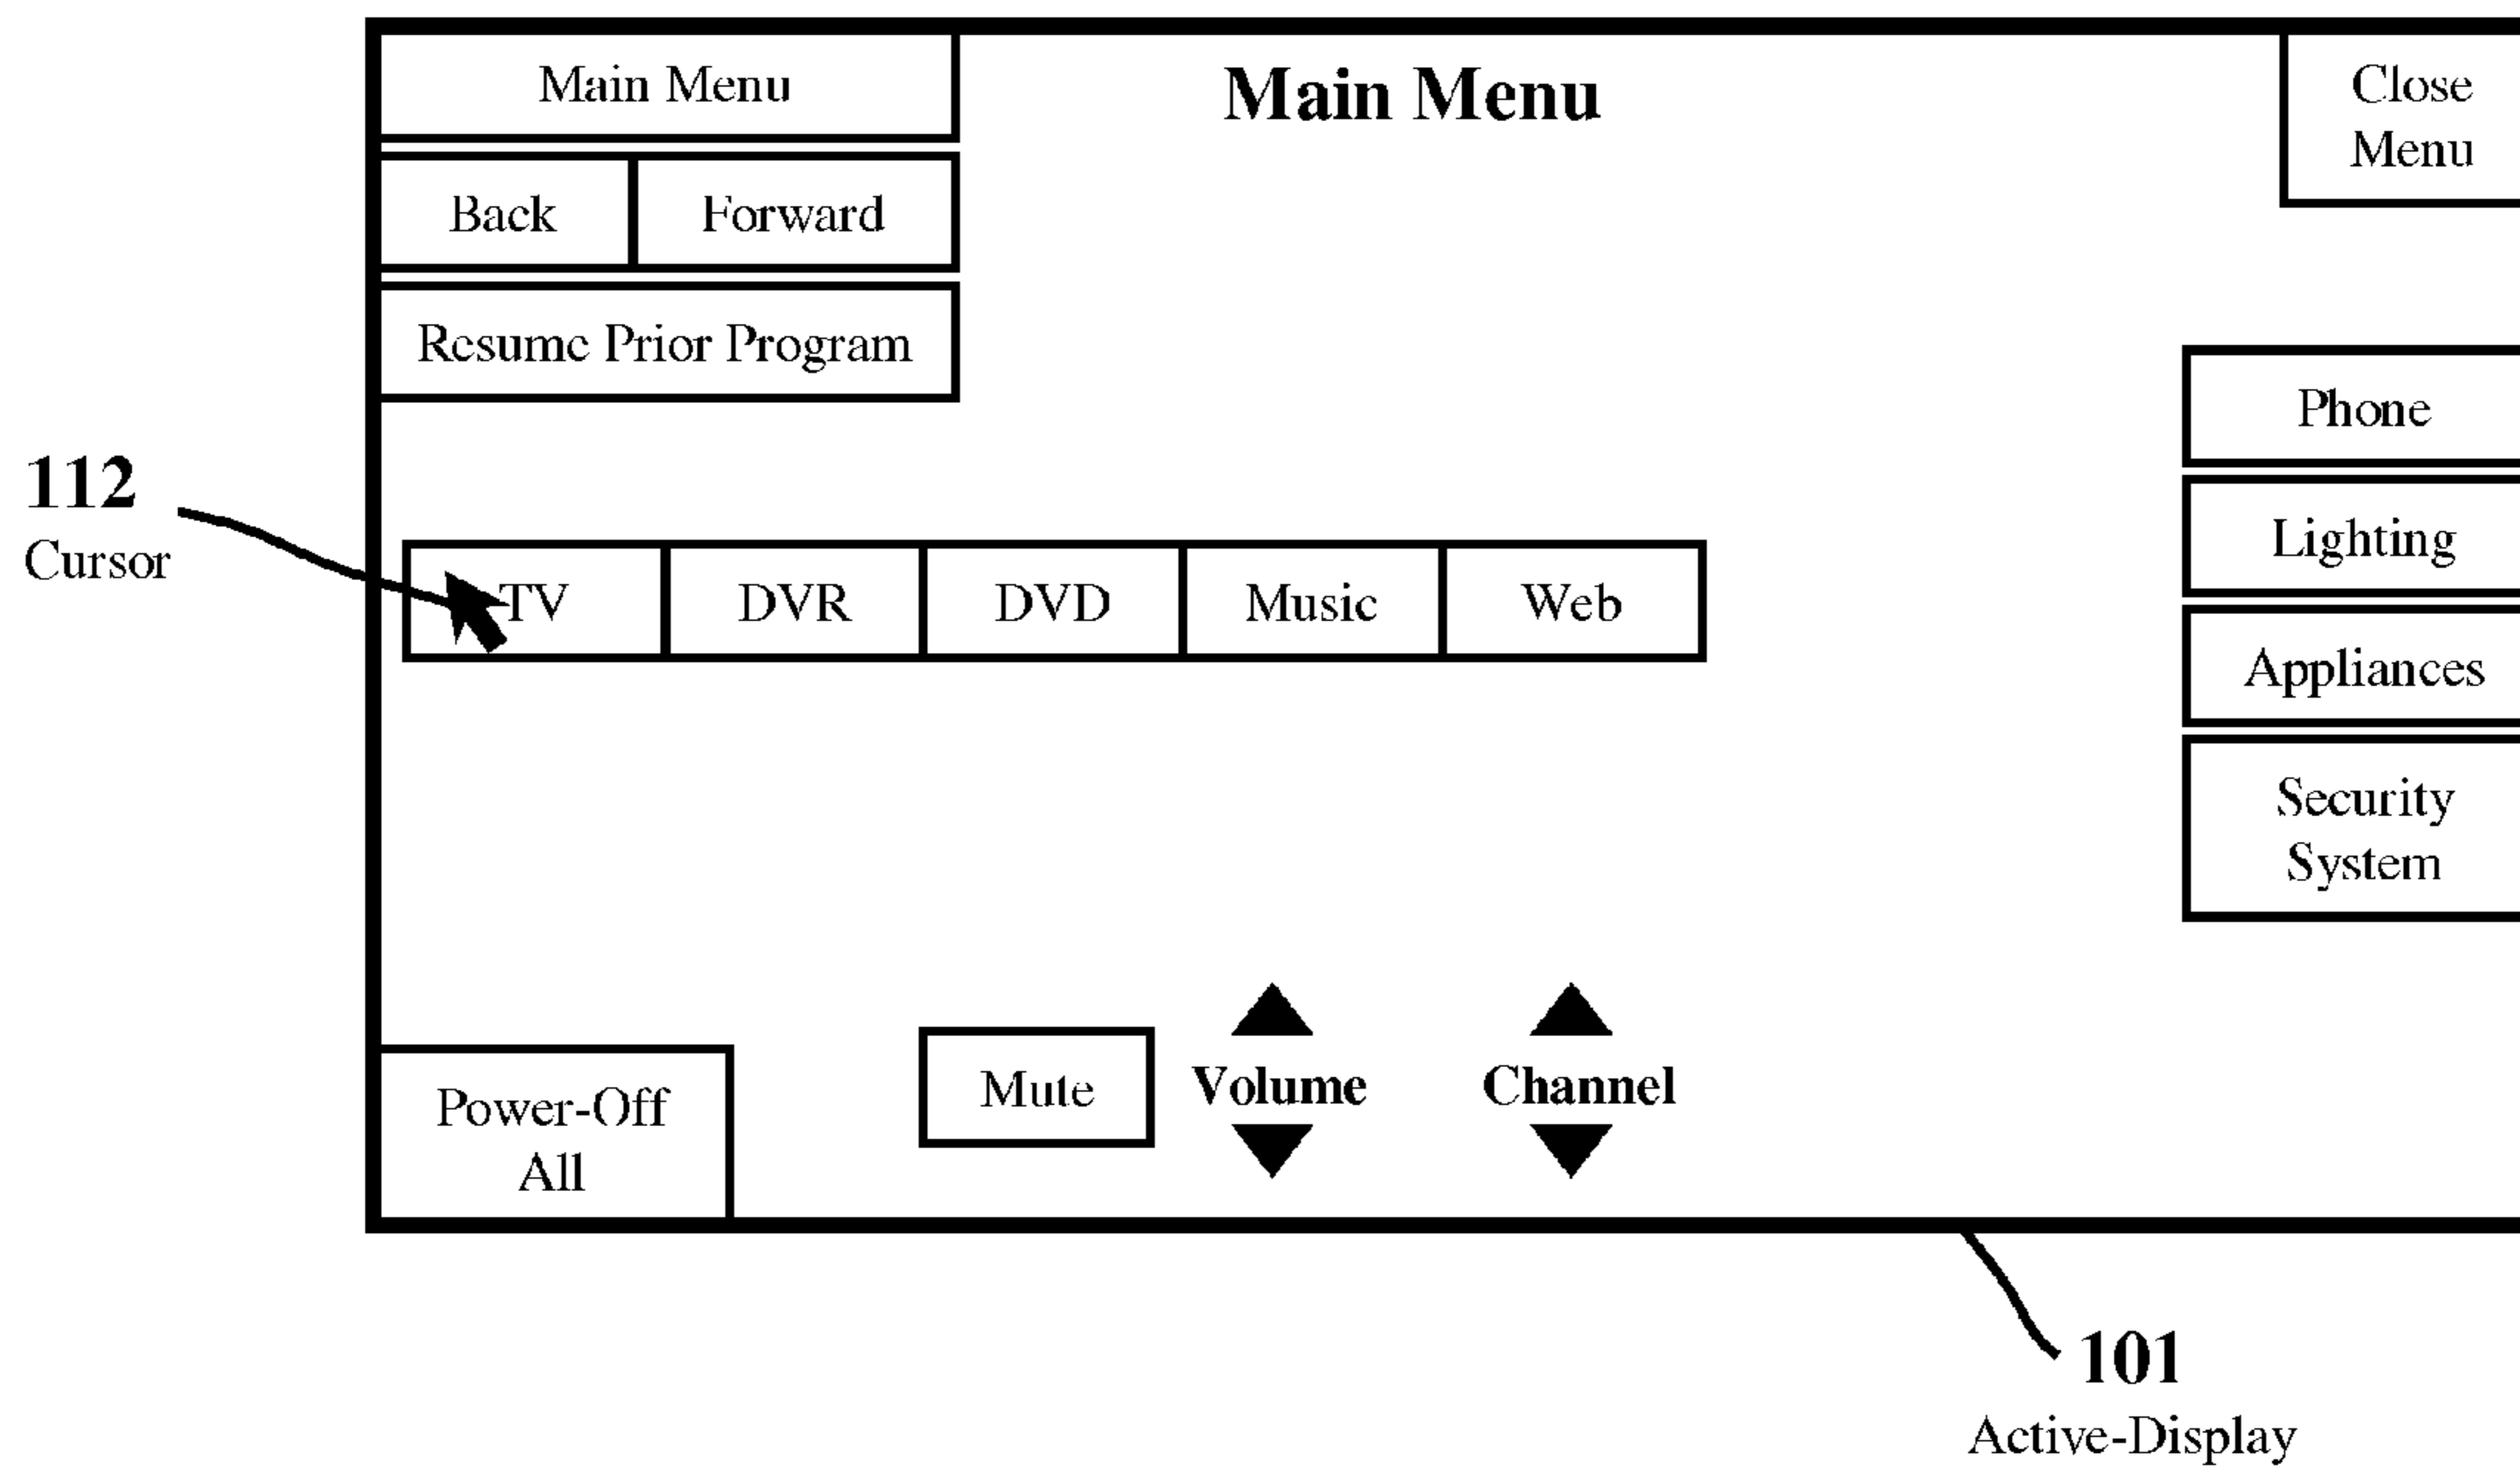 Main Menu
Main Menu
Close
Menu
Back
Forward
Resume Prior Program
Phone
112
Cursor
Lighting
TV
DVR
DVD
Music
Web
Appliances
Security
System
Power-Off
All
Mute
Volume
Channel
101
Active-Display